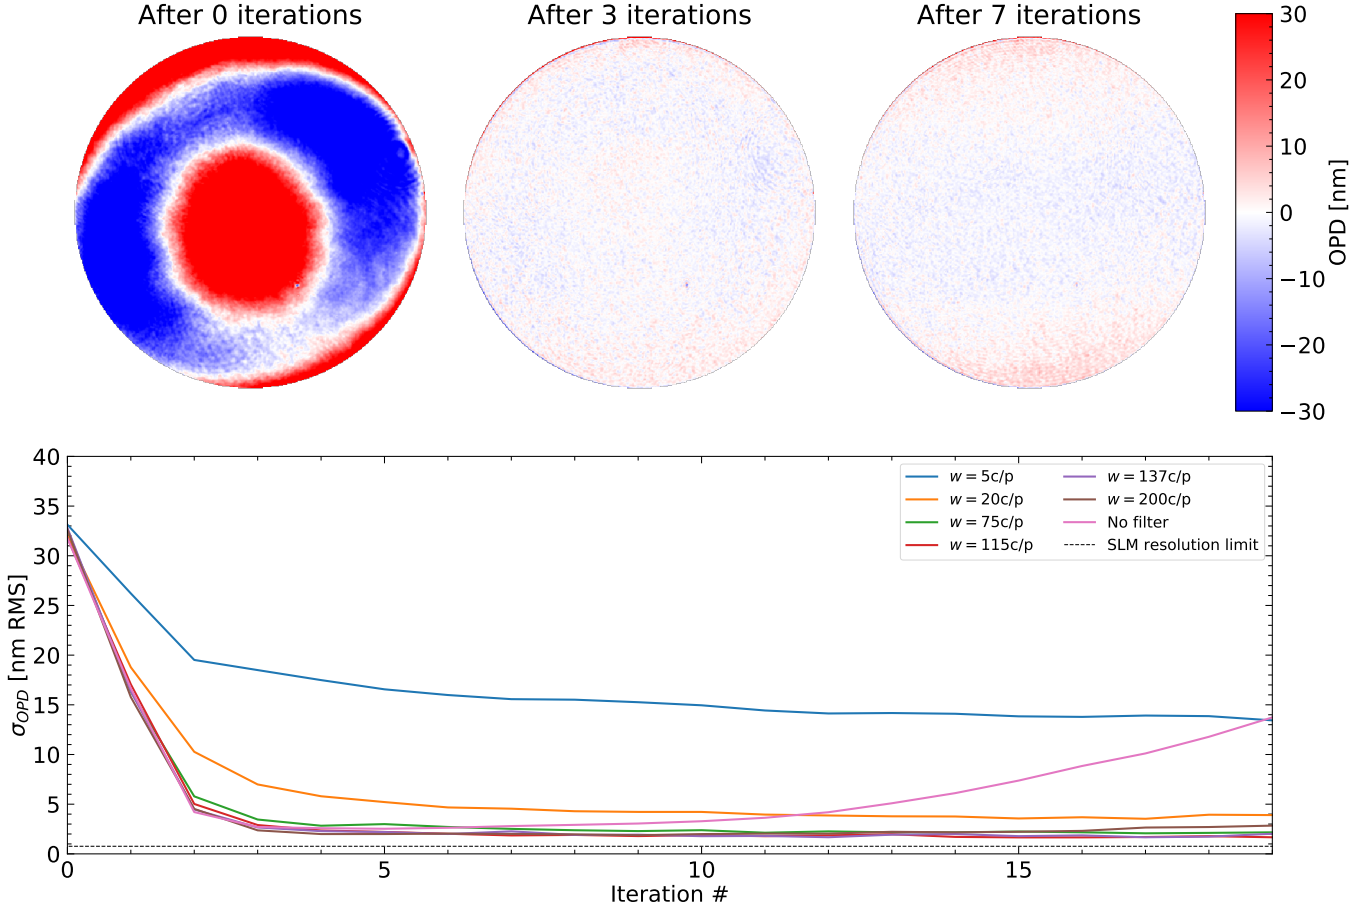 After 0 iterations
After 3 iterations
After 7 iterations
30
20
10
0
−10
−20
−30
OPD [nm]
40
35
30
25
20
15
10
5
0
σOPD [nm RMS]
w = 5c/p
w = 20c/p
w = 75c/p
w = 115c/p
w = 137c/p
w = 200c/p
No filter
SLM resolution limit
0 5 10 15
Iteration #